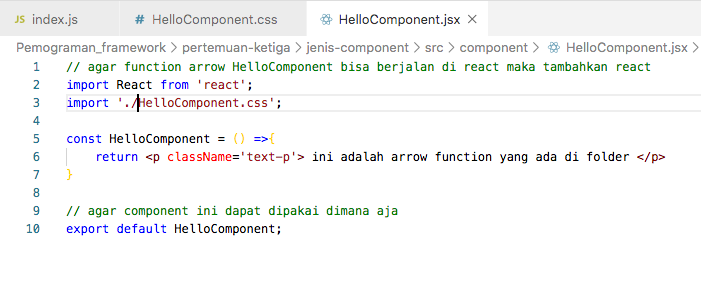 JS index.js # HelloComponent.css HelloComponent.jsx ×
Pemograman_framework > pertemuan-ketiga > jenis-component > src > component > HelloComponent.jsx >
1 // agar function arrow HelloComponent bisa berjalan di react maka tambahkan react
2 import React from 'react';
3 import './HelloComponent.css';
4
5 const HelloComponent = () =>{
6 return <p className='text-p'> ini adalah arrow function yang ada di folder </p>
7 }
8
9 // agar component ini dapat dipakai dimana aja
10 export default HelloComponent;